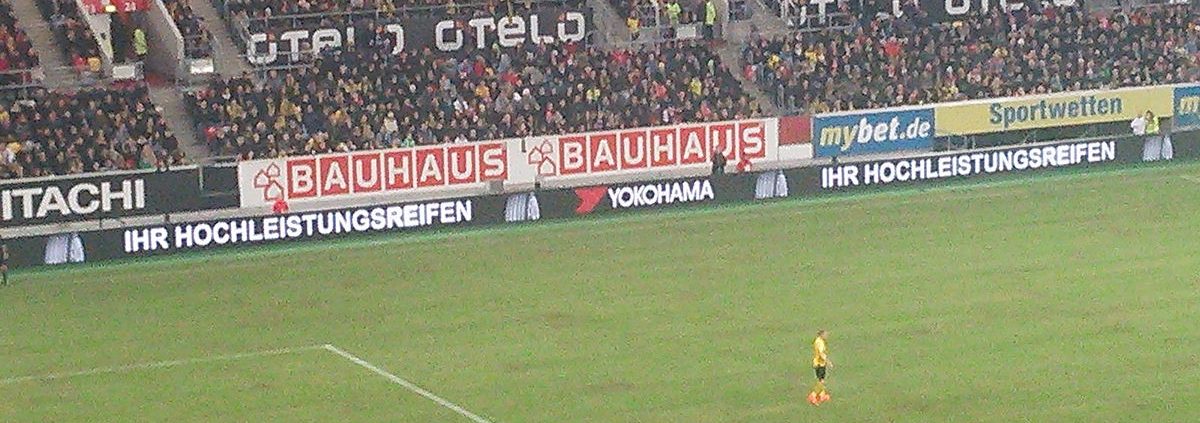 OTELO OTELO
BAUHAUS BAUHAUS
mybet.de Sportwetten
ITACHI
IHR HOCHLEISTUNGSREIFEN YOKOHAMA IHR HOCHLEISTUNGSREIFEN